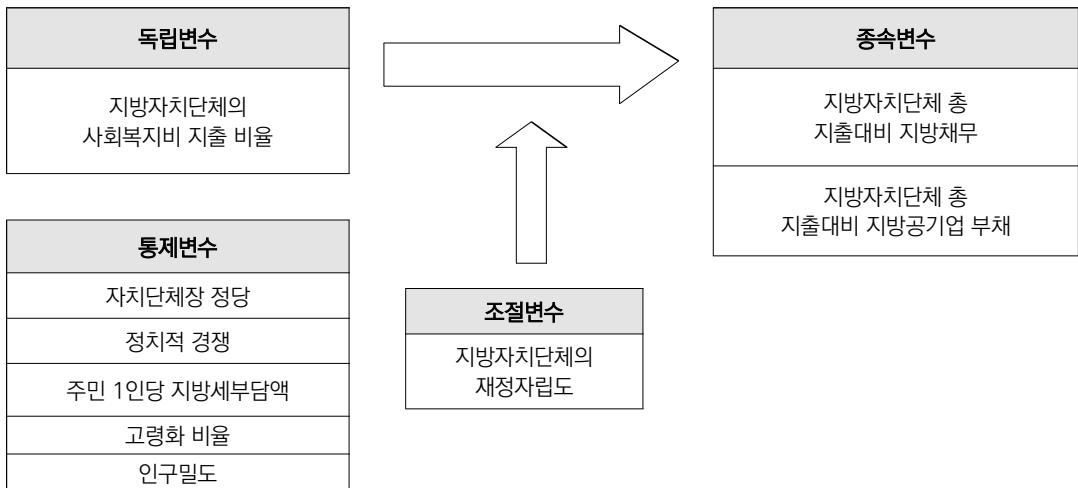 독립변수
지방자치단체의
사회복지비 지출 비율
종속변수
지방자치단체 총
지출대비 지방채무
지방자치단체 총
지출대비 지방공기업 부채
통제변수
자치단체장 정당
정치적 경쟁
주민 1인당 지방세부담액
고령화 비율
인구밀도
조절변수
지방자치단체의
재정자립도